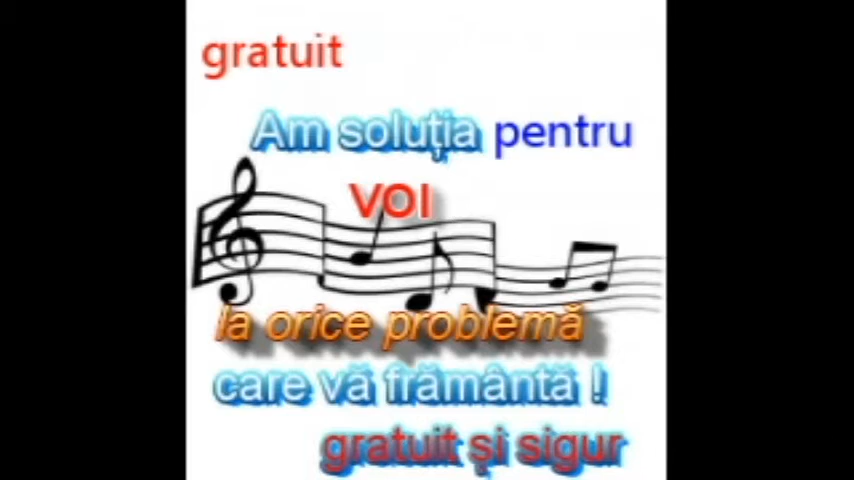 gratuit
Am soluția pentru
VOI
la orice problemă
care vă frământă !
gratuit și sigur